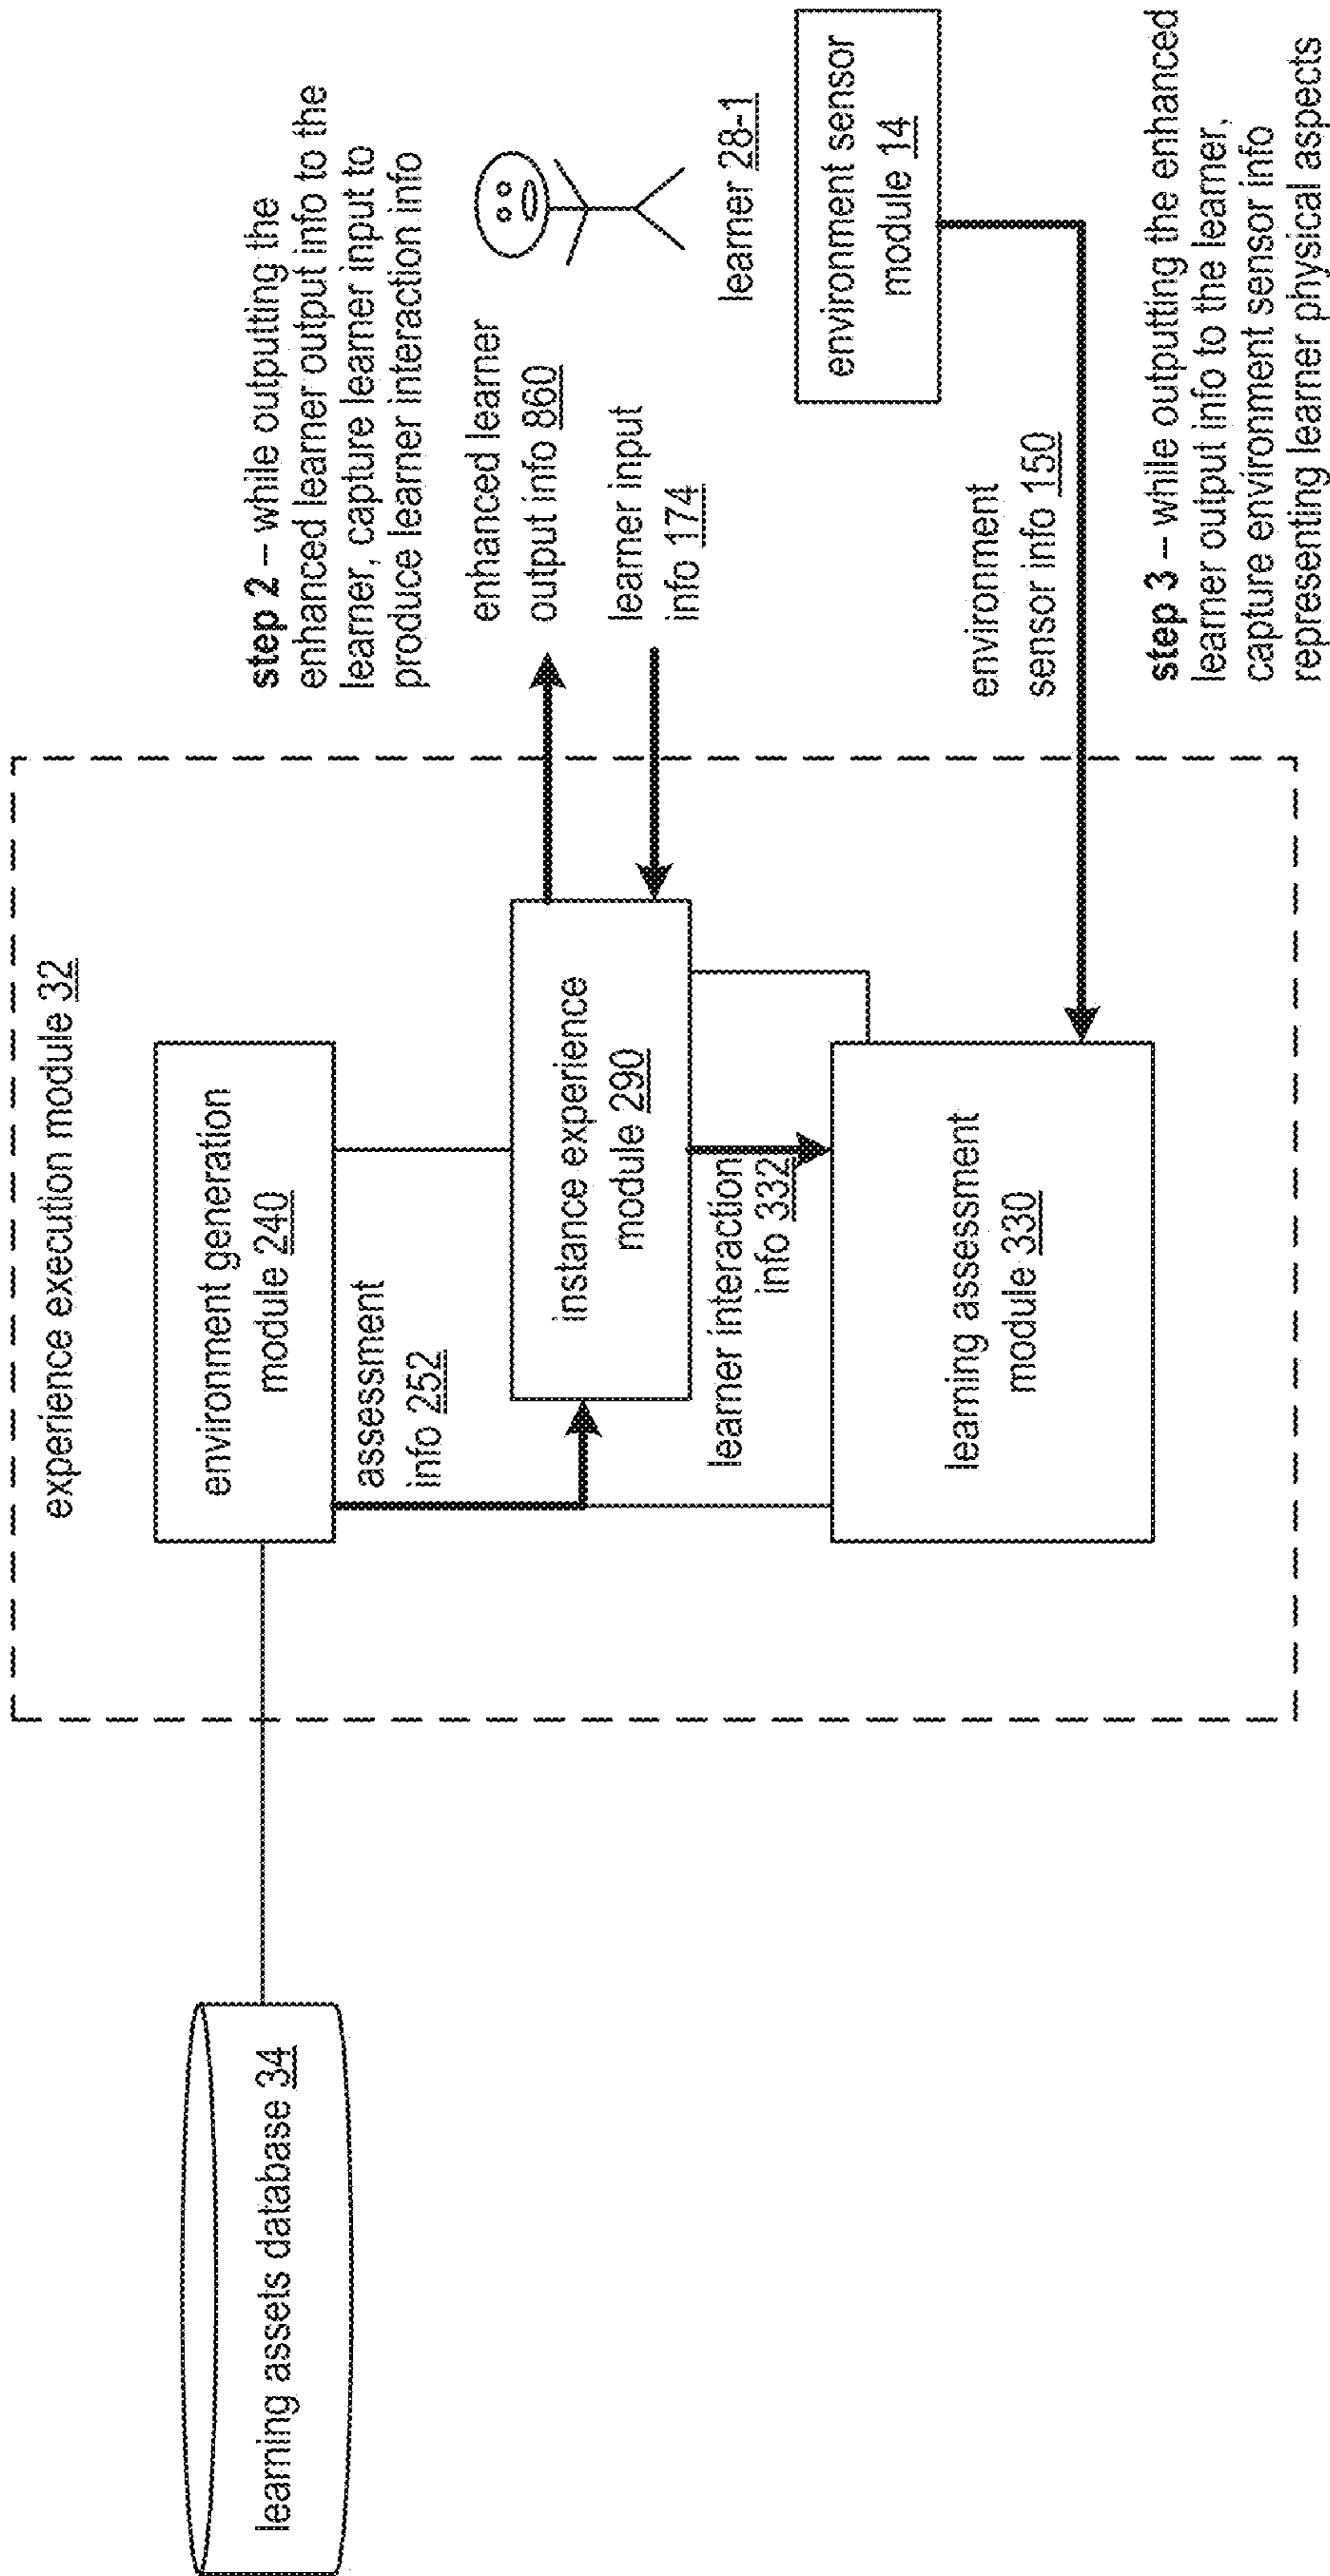 experience execution module 32
learning assets database 34
environment generation
module 240
assessment
info 252
instance experience
module 290
learner interaction
info 332
learning assessment
module 330
step 2 – while outputting the
enhanced learner output info to the
learner, capture learner input to
produce learner interaction info
enhanced learner
output info 860
learner input
info 174
learner 28-1
environment sensor
module 14
environment
sensor info 150
step 3 – while outputting the enhanced
learner output info to the learner,
capture environment sensor info
representing learner physical aspects